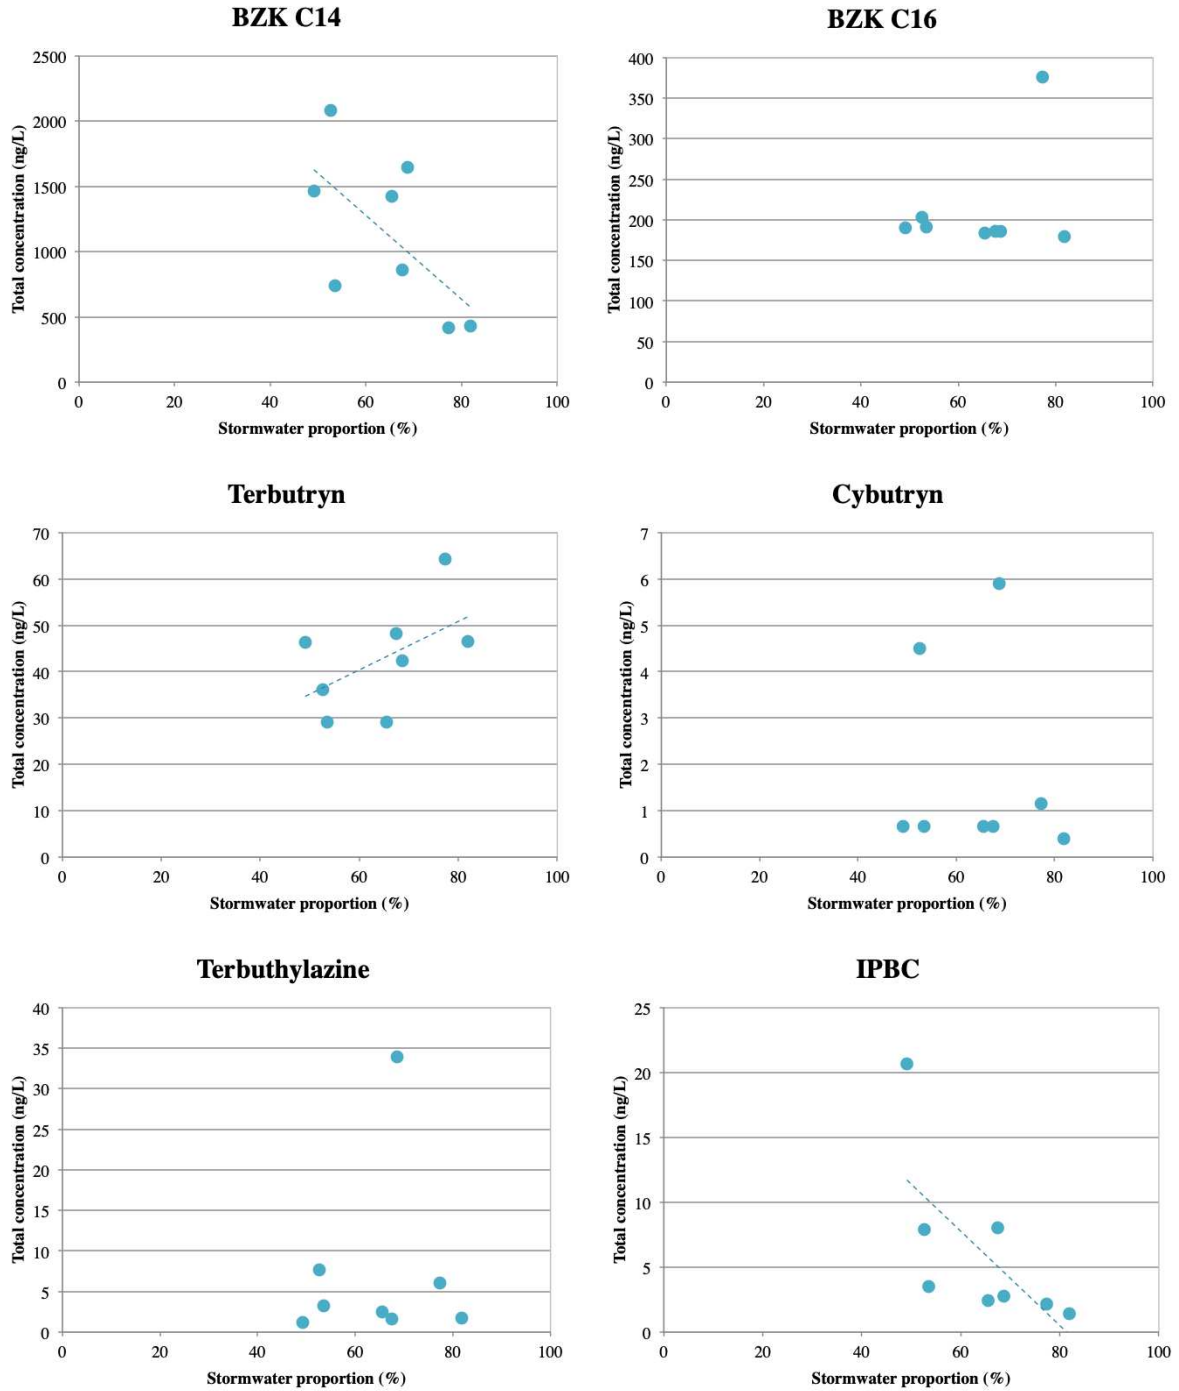 BZK C14
2500
2000
1500
1000
500
0
0 20 40 60 80 100
Total concentration (ng/L)
Stormwater proportion (%)
BZK C16
400
350
300
250
200
150
100
50
0
0 20 40 60 80 100
Total concentration (ng/L)
Stormwater proportion (%)
Terbutryn
70
60
50
40
30
20
10
0
0 20 40 60 80 100
Total concentration (ng/L)
Stormwater proportion (%)
Cybutryn
7
6
5
4
3
2
1
0
0 20 40 60 80 100
Total concentration (ng/L)
Stormwater proportion (%)
Terbuthylazine
40
35
30
25
20
15
10
5
0
0 20 40 60 80 100
Total concentration (ng/L)
Stormwater proportion (%)
IPBC
25
20
15
10
5
0
0 20 40 60 80 100
Total concentration (ng/L)
Stormwater proportion (%)